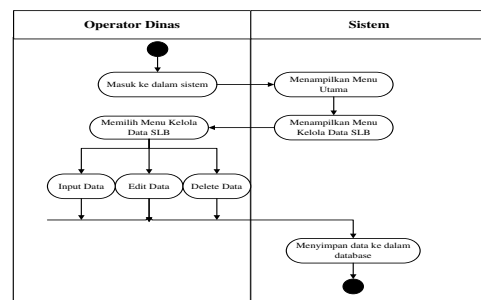 Operator Dinas
Sistem
Masuk ke dalam sistem
Menampilkan Menu
Utama
Memilih Menu Kelola
Data SLB
Menampilkan Menu
Kelola Data SLB
Input Data
Edit Data
Delete Data
Menyimpan data ke dalam
database